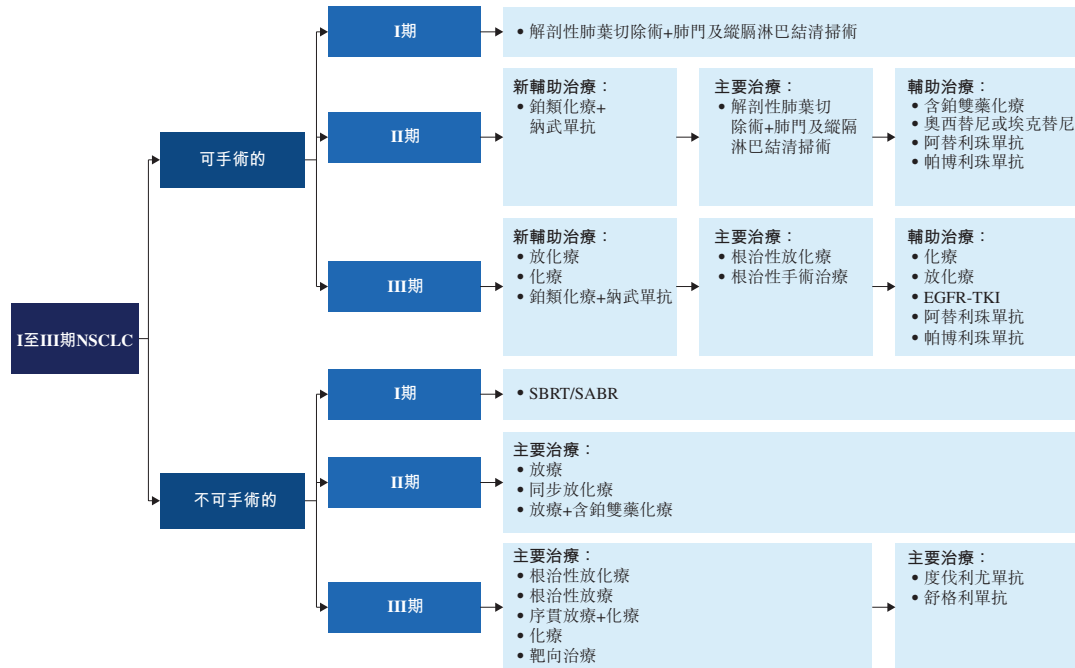 I至III期NSCLC
可手術的
I期
• 解剖性肺葉切除術+肺門及縱膈淋巴結清掃術
II期
新輔助治療：
• 鉑類化療+
納武單抗
主要治療：
• 解剖性肺葉切
除術+肺門及縱隔
淋巴結清掃術
輔助治療：
• 含鉑雙藥化療
• 奧西替尼或埃克替尼
• 阿替利珠單抗
• 帕博利珠單抗
III期
新輔助治療：
• 放化療
• 化療
• 鉑類化療+納武單抗
主要治療：
• 根治性放化療
• 根治性手術治療
輔助治療：
• 化療
• 放化療
• EGFR-TKI
• 阿替利珠單抗
• 帕博利珠單抗
不可手術的
I期
• SBRT/SABR
II期
主要治療：
• 放療
• 同步放化療
• 放療+含鉑雙藥化療
III期
主要治療：
• 根治性放化療
• 根治性放療
• 序貫放療+化療
• 化療
• 靶向治療
主要治療：
• 度伐利尤單抗
• 舒格利單抗